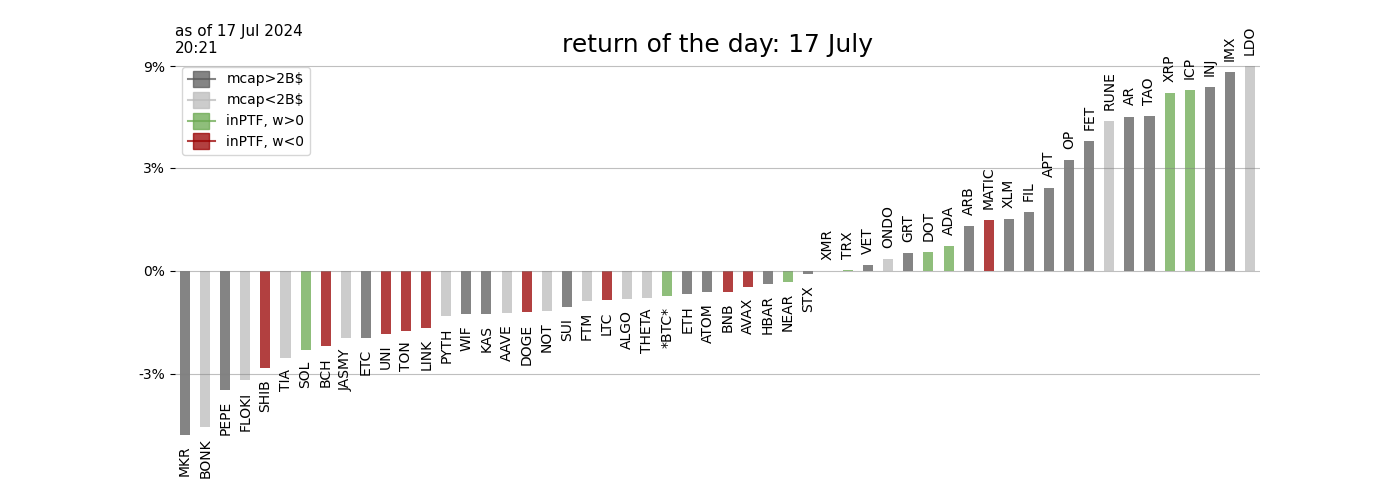 as of 17 Jul 2024
20:21
return of the day: 17 July
9%
3%
0%
-3%
mcap>2B$
mcap<2B$
inPTF, w>0
inPTF, w<0
MKR
BONK
PEPE
FLOKI
SHIB
TIA
SOL
BCH
JASMY
ETC
UNI
TON
LINK
PYTH
WIF
KAS
AAVE
DOGE
NOT
SUI
FTM
LTC
ALGO
THETA
*BTC*
ETH
ATOM
BNB
AVAX
HBAR
NEAR
STX
XMR
TRX
VET
ONDO
GRT
DOT
ADA
ARB
MATIC
XLM
FIL
APT
OP
FET
RUNE
AR
TAO
XRP
ICP
INJ
IMX
LDO